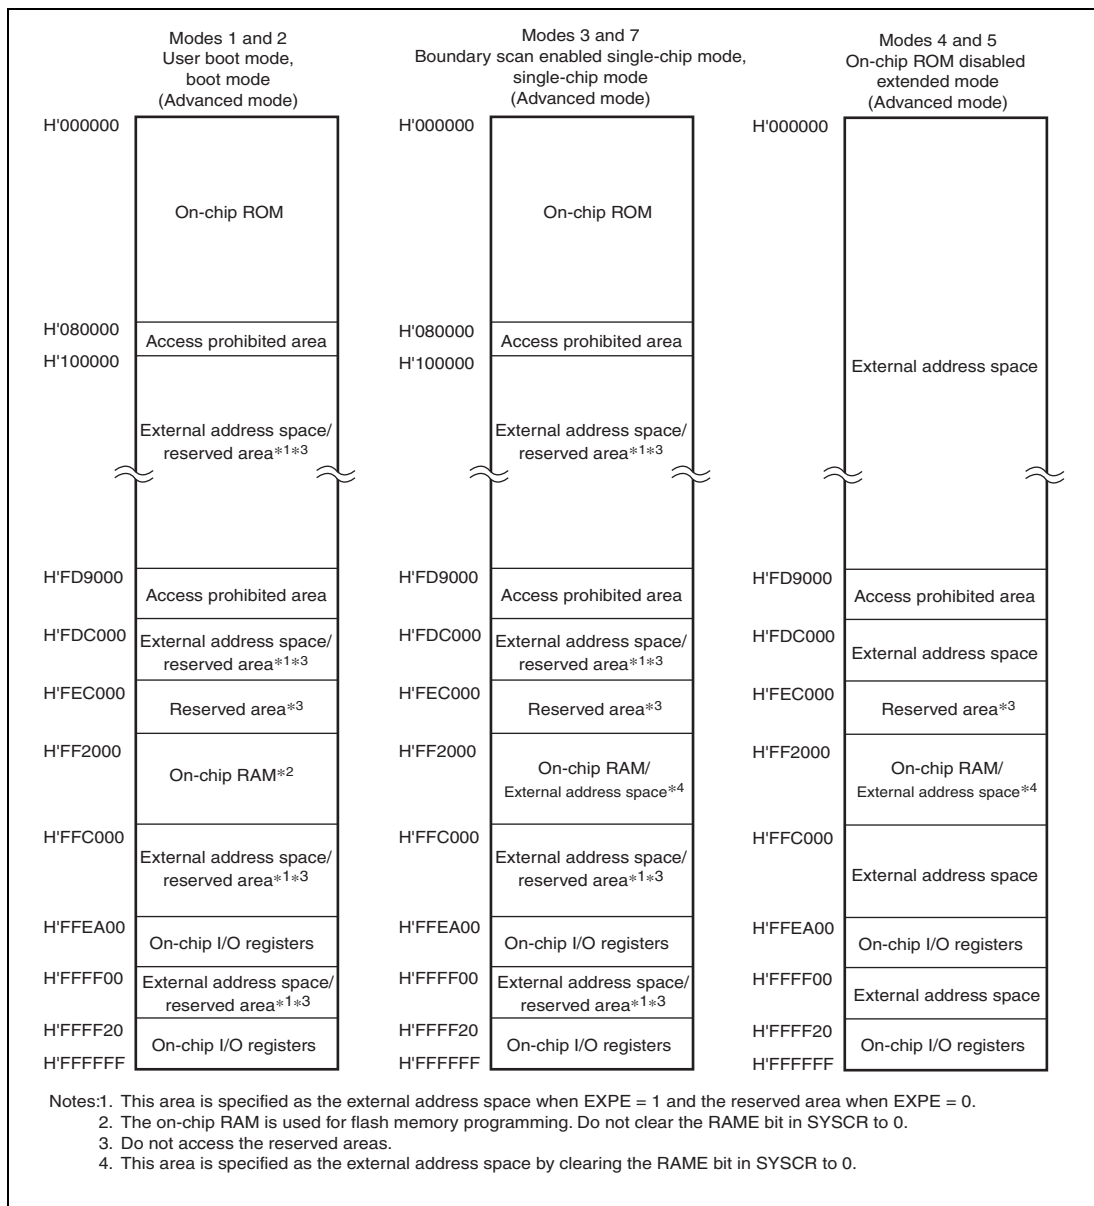 Modes 1 and 2
User boot mode,
boot mode
(Advanced mode)
H'000000
On-chip ROM
H'080000
Access prohibited area
H'100000
External address space/
reserved area*1*3
H'FD9000
Access prohibited area
H'FDC000
External address space/
reserved area*1*3
H'FEC000
Reserved area*3
H'FF2000
On-chip RAM*2
H'FFC000
External address space/
reserved area*1*3
H'FFEA00
On-chip I/O registers
H'FFFF00
External address space/
reserved area*1*3
H'FFFF20
On-chip I/O registers
H'FFFFFF
Modes 3 and 7
Boundary scan enabled single-chip mode,
single-chip mode
(Advanced mode)
H'000000
On-chip ROM
H'080000
Access prohibited area
H'100000
External address space/
reserved area*1*3
H'FD9000
Access prohibited area
H'FDC000
External address space/
reserved area*1*3
H'FEC000
Reserved area*3
H'FF2000
On-chip RAM/
External address space*4
H'FFC000
External address space/
reserved area*1*3
H'FFEA00
On-chip I/O registers
H'FFFF00
External address space/
reserved area*1*3
H'FFFF20
On-chip I/O registers
H'FFFFFF
Modes 4 and 5
On-chip ROM disabled
extended mode
(Advanced mode)
H'000000
External address space
H'FD9000
Access prohibited area
H'FDC000
External address space
H'FEC000
Reserved area*3
H'FF2000
On-chip RAM/
External address space*4
H'FFC000
External address space
H'FFEA00
On-chip I/O registers
H'FFFF00
External address space
H'FFFF20
On-chip I/O registers
H'FFFFFF
Notes:1. This area is specified as the external address space when EXPE = 1 and the reserved area when EXPE = 0.
2. The on-chip RAM is used for flash memory programming. Do not clear the RAME bit in SYSCR to 0.
3. Do not access the reserved areas.
4. This area is specified as the external address space by clearing the RAME bit in SYSCR to 0.